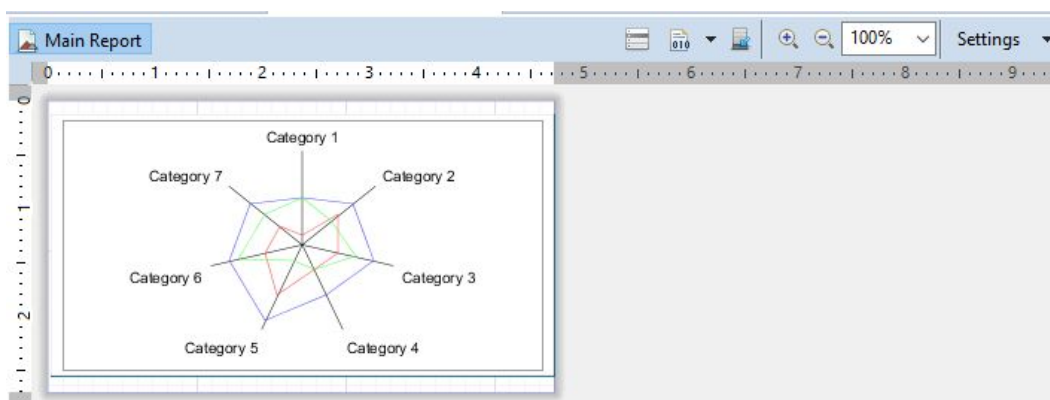 Main Report 010 100% Settings
0 1 2 3 4 5 6 7 8 9
0
1
2
Category 1
Category 7 Category 2
Category 6 Category 3
Category 5 Category 4